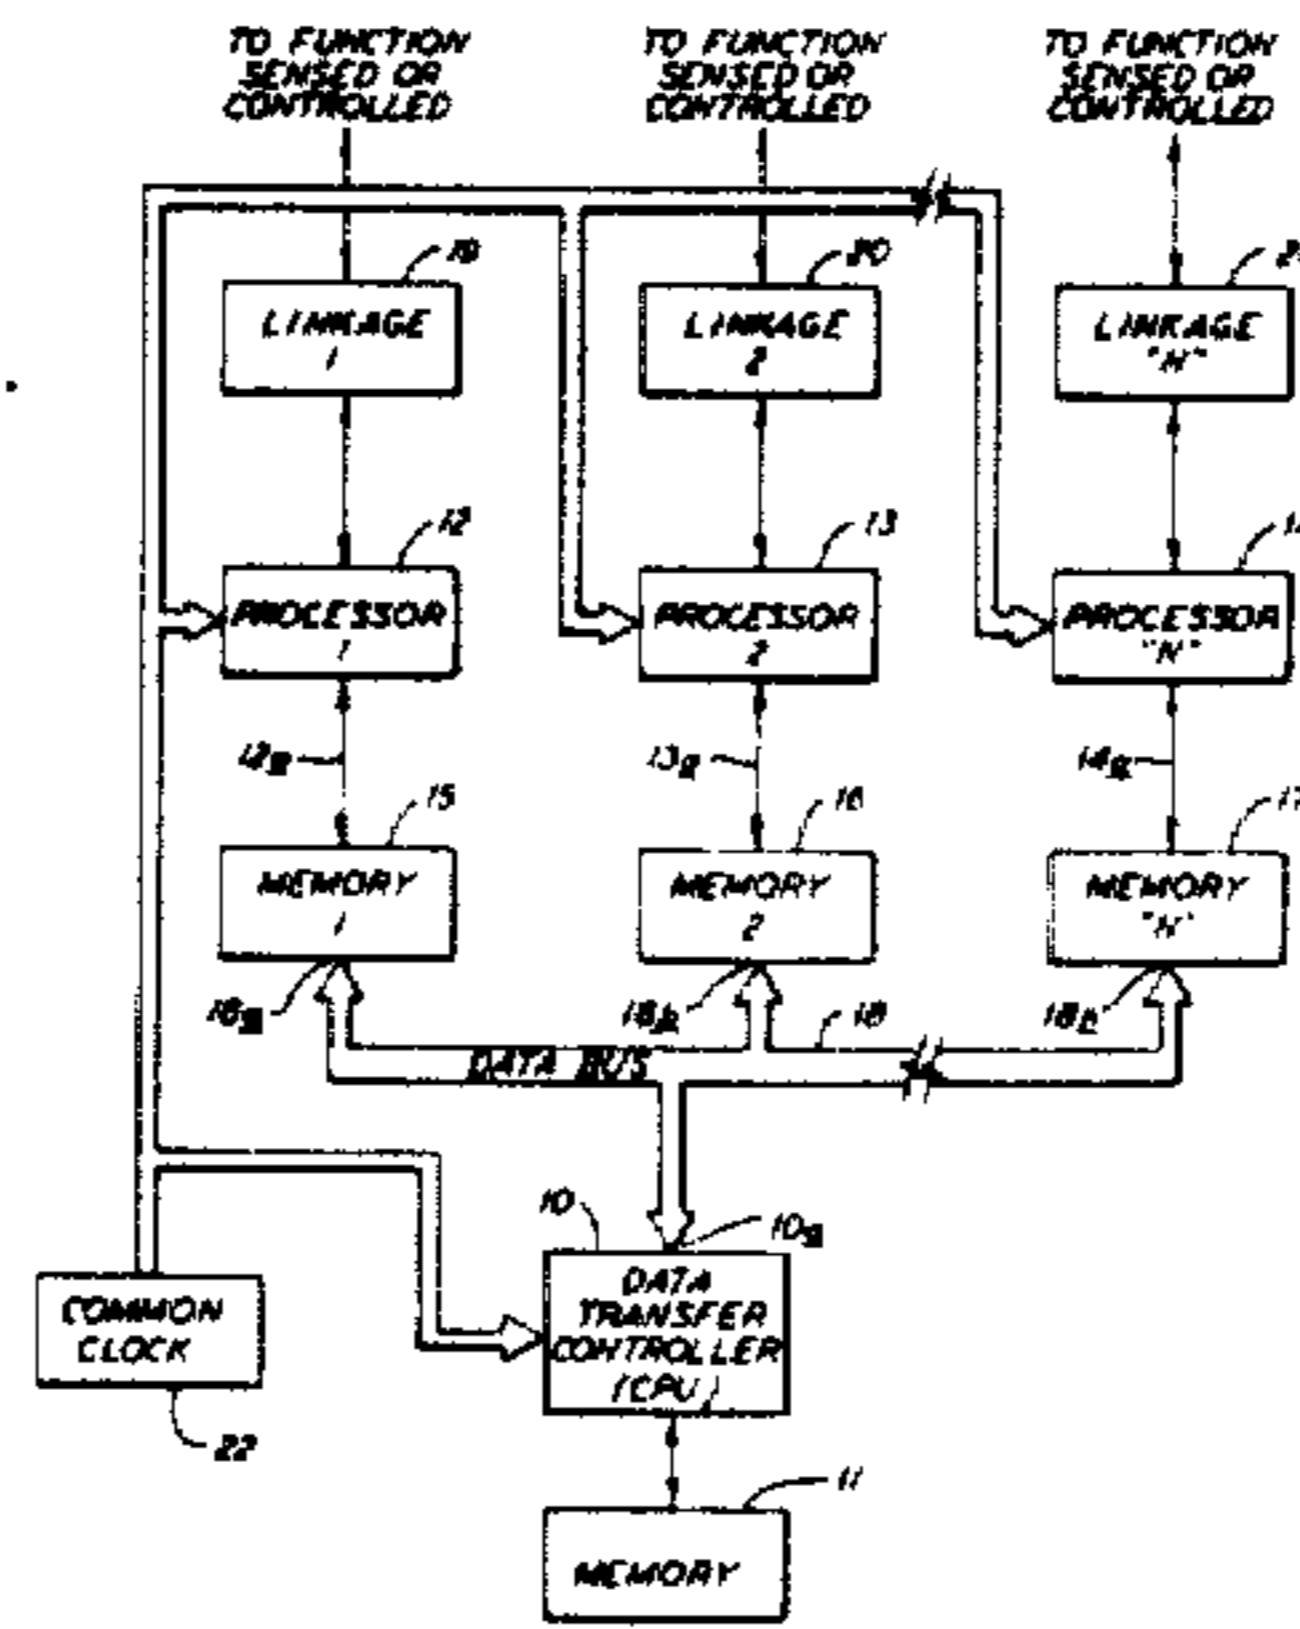 TO FUNCTION
SENSED OR
CONTROLLED
TO FUNCTION
SENSED OR
CONTROLLED
TO FUNCTION
SENSED OR
CONTROLLED
19
20
LINKAGE
1
LINKAGE
2
LINKAGE
"N"
12
13
PROCESSOR
1
PROCESSOR
2
PROCESSOR
"N"
12a
13a
14a
15
16
MEMORY
1
MEMORY
2
MEMORY
"N"
18a
18b
18
DATA BUS
10
10a
DATA
TRANSFER
CONTROLLER
(CPU)
COMMON
CLOCK
22
11
MEMORY